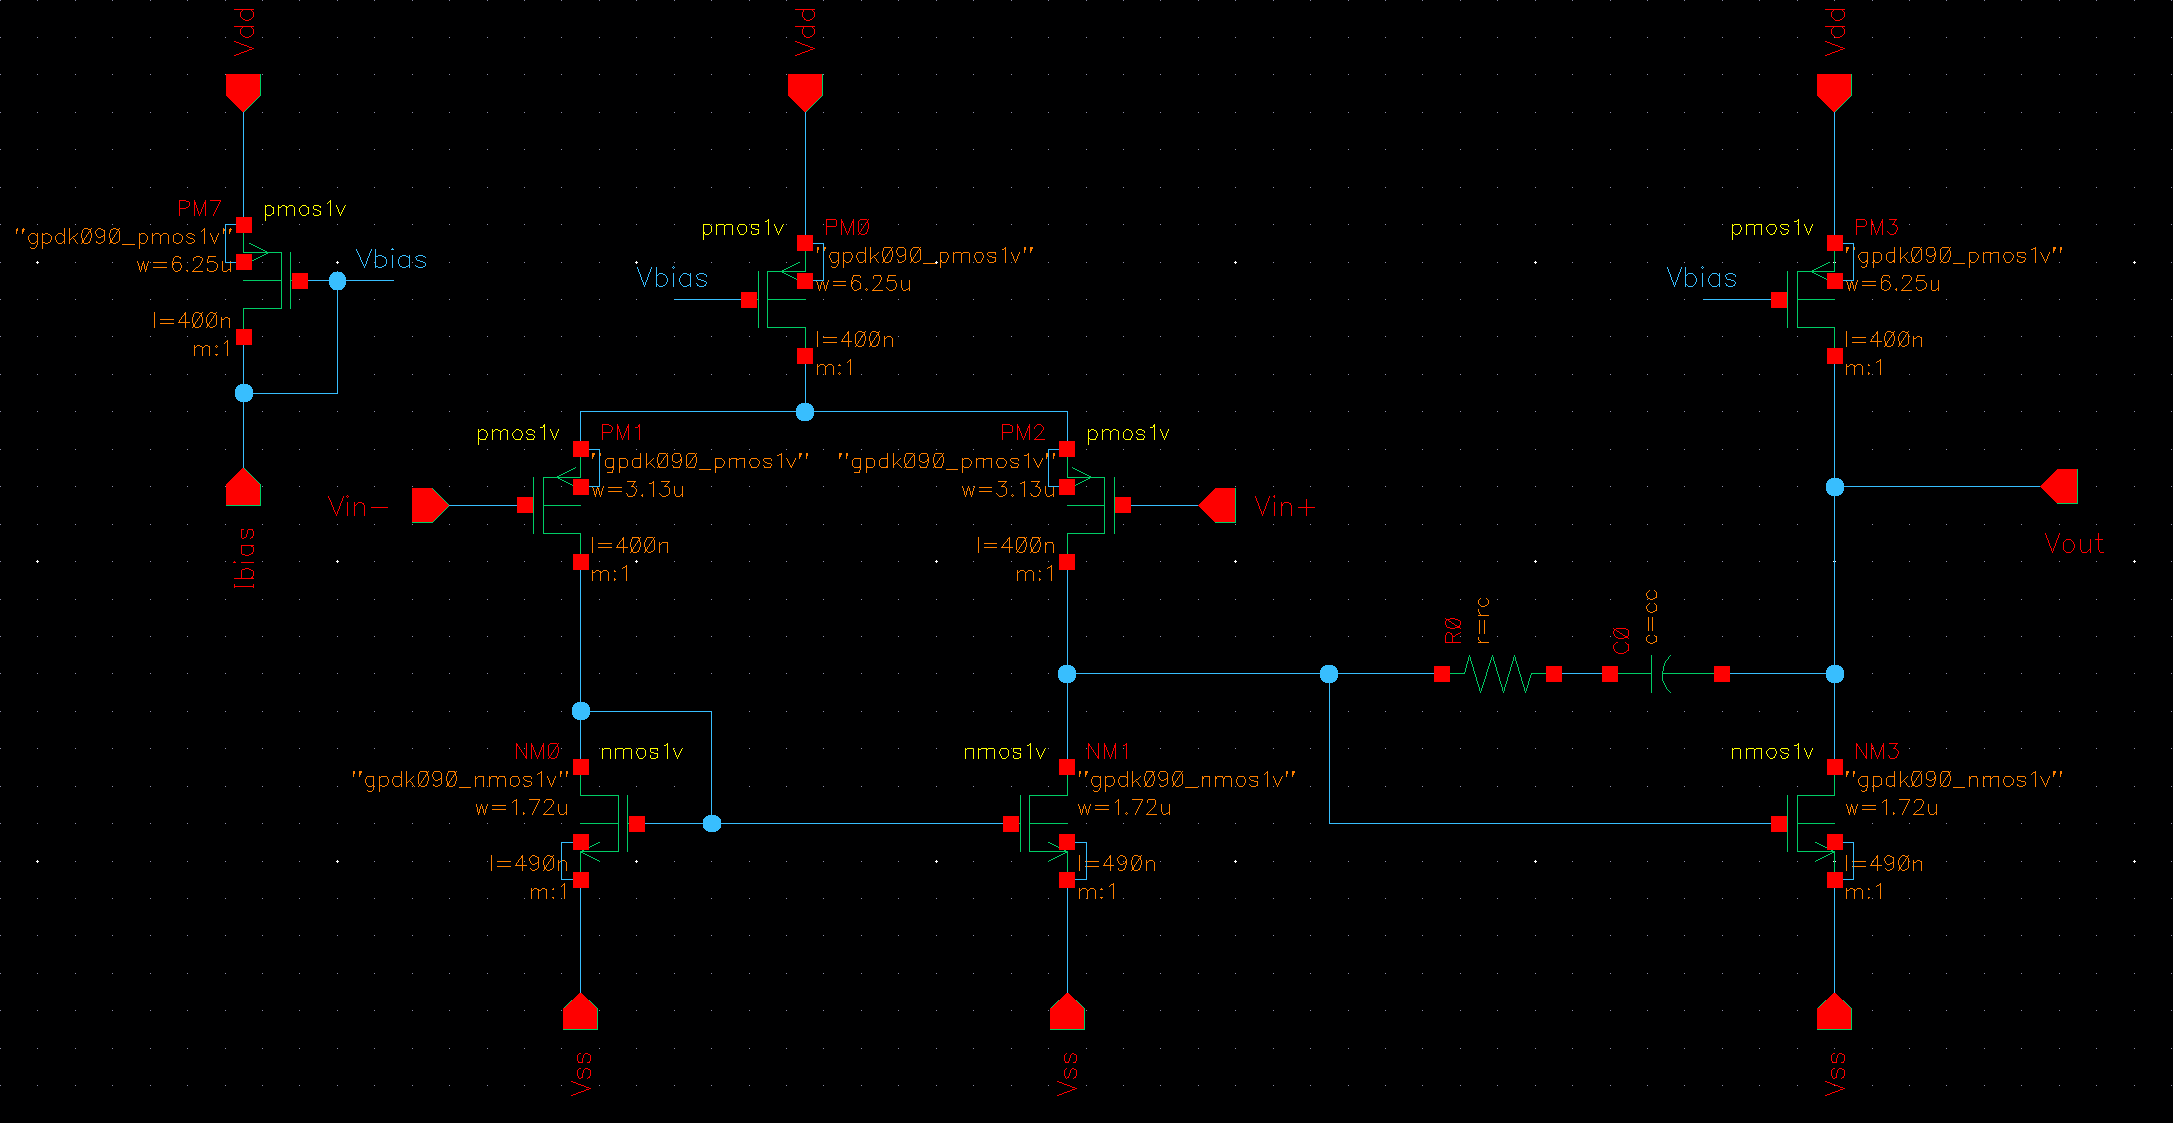 Vdd
Vdd
Vdd
PM7
pmos1v
"gpdk090_pmos1v"
w=6.25u
Vbias
l=400n
m:1
Ibias
pmos1v
PM0
"gpdk090_pmos1v"
Vbias
w=6.25u
l=400n
m:1
pmos1v
PM3
"gpdk090_pmos1v"
Vbias
w=6.25u
l=400n
m:1
pmos1v
PM1
"gpdk090_pmos1v"
w=3.13u
Vin-
l=400n
m:1
PM2
pmos1v
"gpdk090_pmos1v"
w=3.13u
Vin+
l=400n
m:1
Vout
R0
r=rc
C0
c=cc
NM0
nmos1v
"gpdk090_nmos1v"
w=1.72u
l=490n
m:1
nmos1v
NM1
"gpdk090_nmos1v"
w=1.72u
l=490n
m:1
nmos1v
NM3
"gpdk090_nmos1v"
w=1.72u
l=490n
m:1
Vss
Vss
Vss